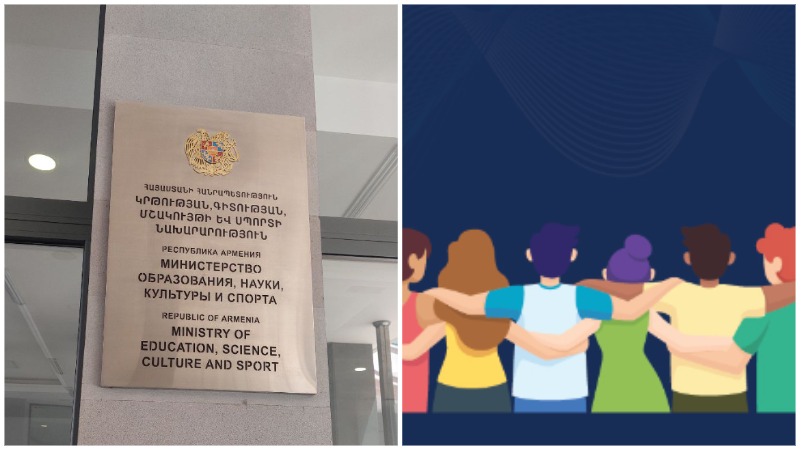 ՀԱՅԱՍՏԱՆԻ ՀԱՆՐԱՊԵՏՈՒԹՅՈՒՆ
ԿՐԹՈՒԹՅԱՆ, ԳԻՏՈՒԹՅԱՆ,
ՄՇԱԿՈՒՅԹԻ ԵՎ ՍՊՈՐՏԻ
ՆԱԽԱՐԱՐՈՒԹՅՈՒՆ
РЕСПУБЛИКА АРМЕНИЯ
МИНИСТЕРСТВО
ОБРАЗОВАНИЯ, НАУКИ,
КУЛЬТУРЫ И СПОРТА
REPUBLIC OF ARMENIA
MINISTRY OF
EDUCATION, SCIENCE,
CULTURE AND SPORT